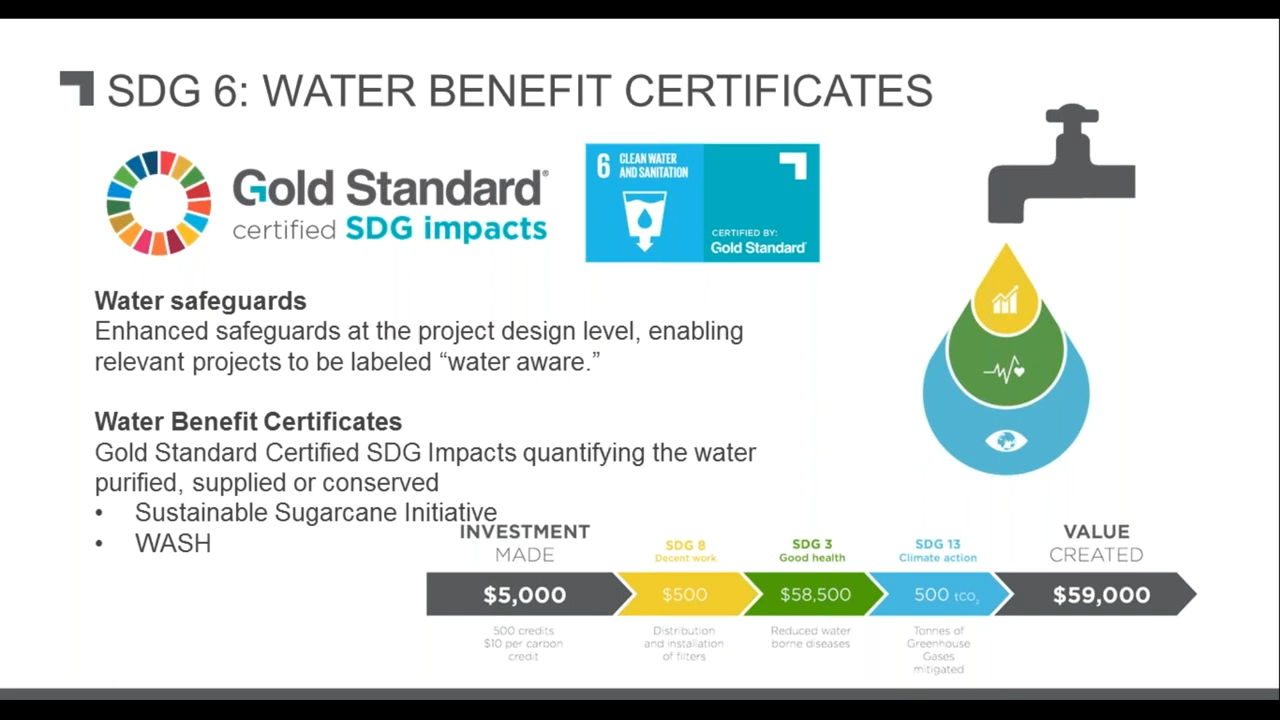 SDG 6: WATER BENEFIT CERTIFICATES
Gold Standard®
certified SDG impacts
6 CLEAN WATER
AND SANITATION
CERTIFIED BY:
Gold Standard®
Water safeguards
Enhanced safeguards at the project design level, enabling
relevant projects to be labeled “water aware.”
Water Benefit Certificates
Gold Standard Certified SDG Impacts quantifying the water
purified, supplied or conserved
• Sustainable Sugarcane Initiative
• WASH
INVESTMENT
MADE
SDG 8
Decent work
SDG 3
Good health
SDG 13
Climate action
VALUE
CREATED
$5,000
$500
$58,500
500 tCO₂
$59,000
500 credits
$10 per carbon
credit
Distribution
and installation
of filters
Reduced water
borne diseases
Tonnes of
Greenhouse
Gases
mitigated